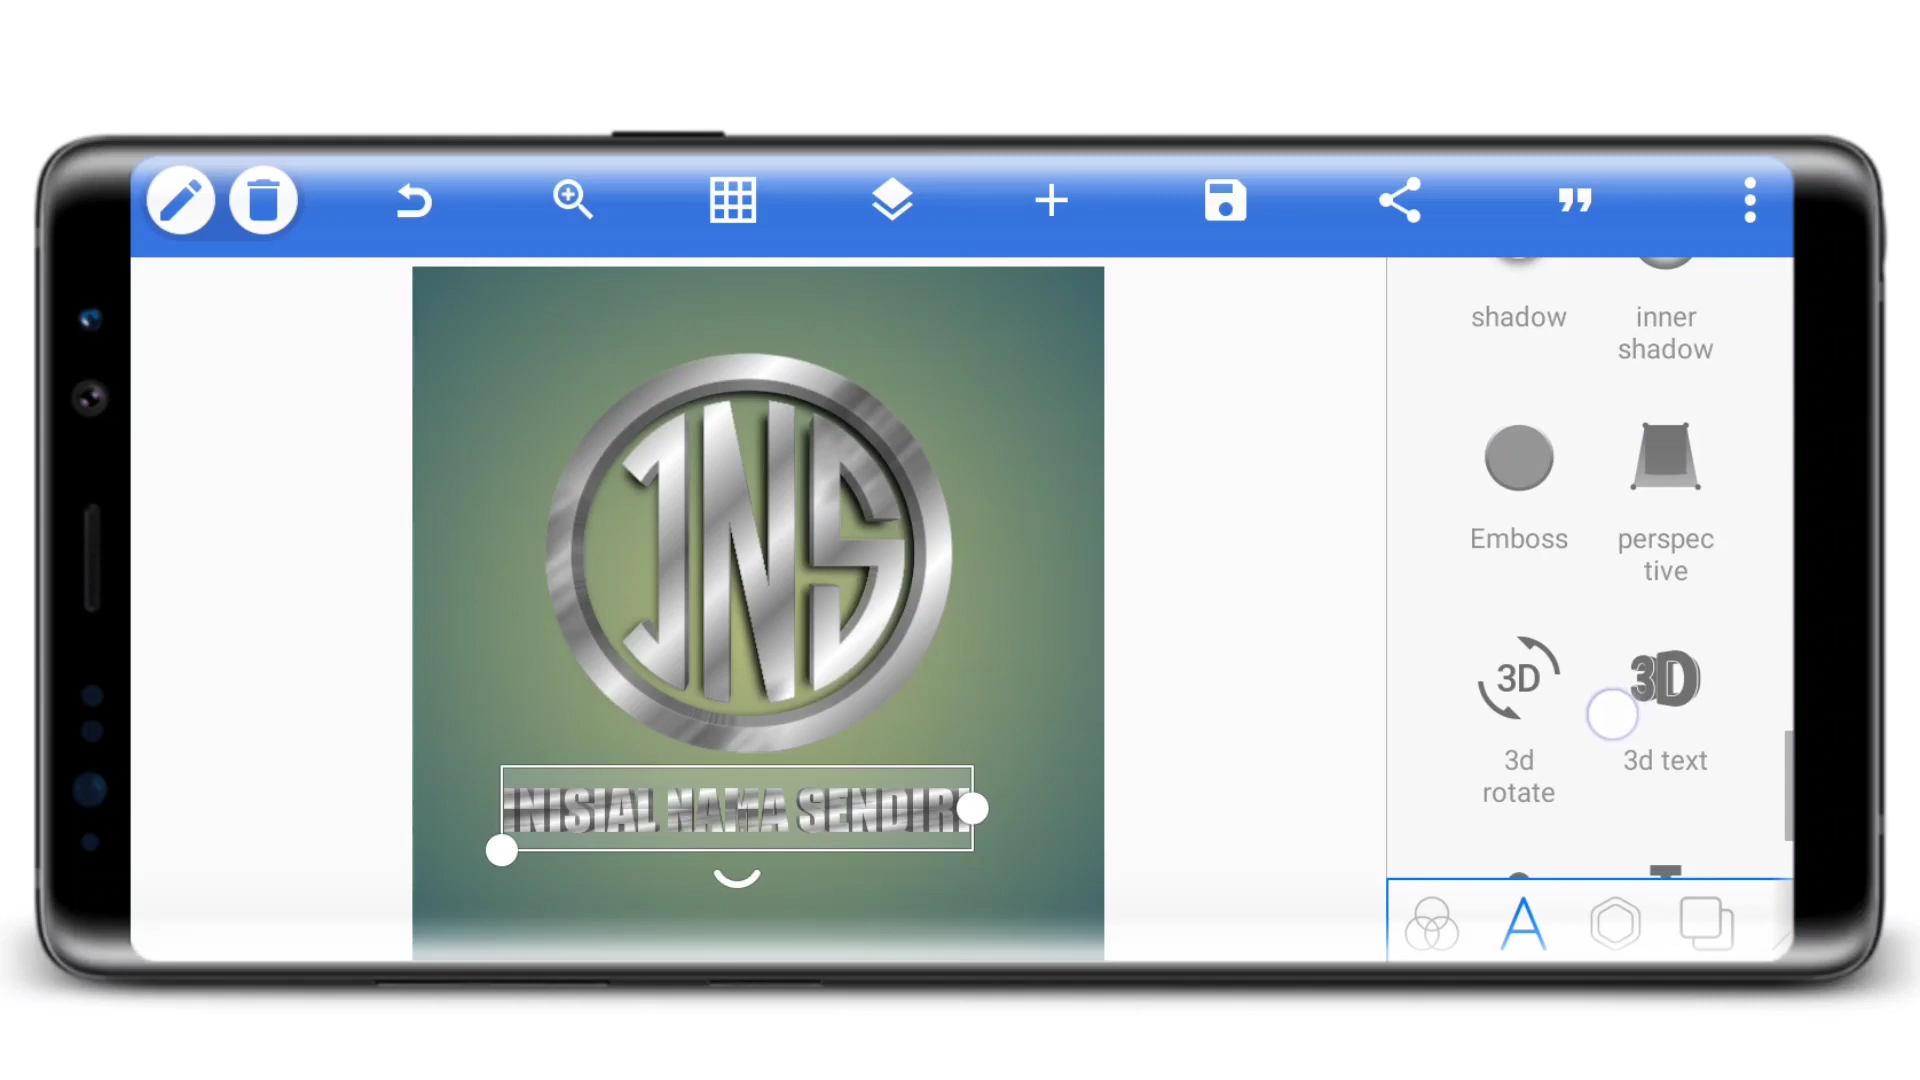 shadow
inner
shadow
JNS
Emboss
perspec
tive
3D
3D
3d
rotate
3d text
INISIAL NAMA SENDIRI